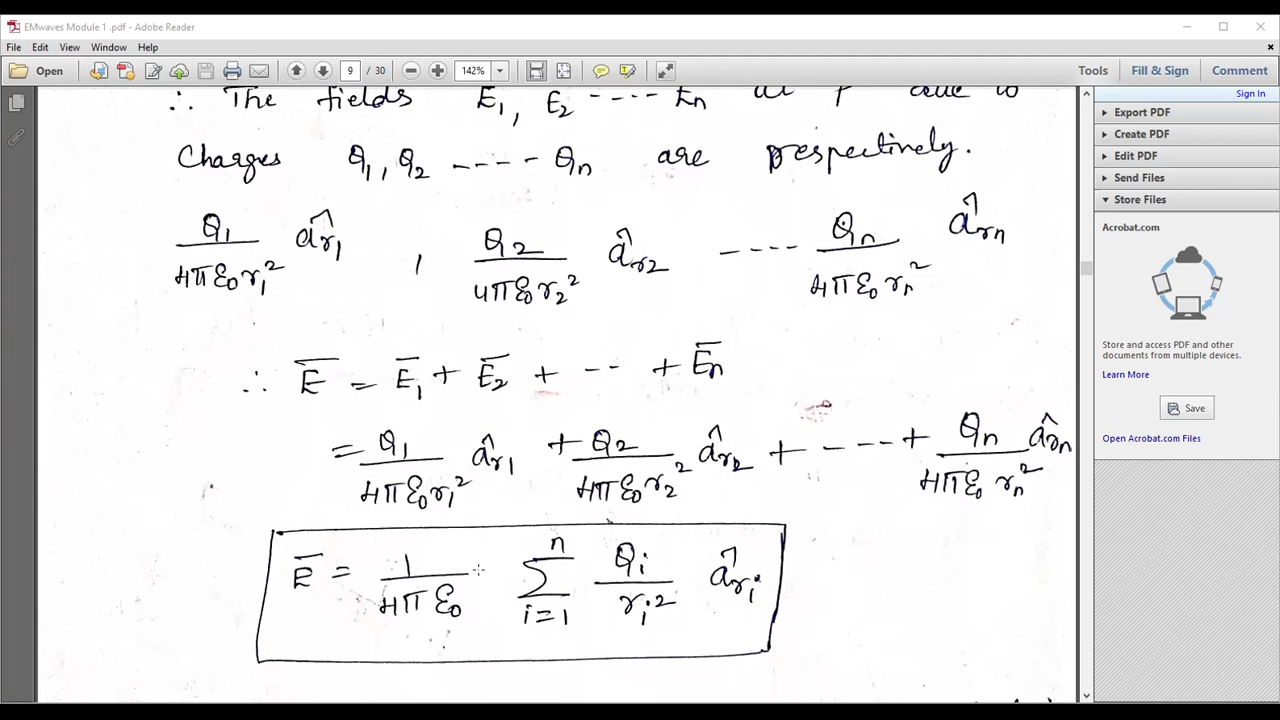 EMwaves Module 1 .pdf - Adobe Reader
File Edit View Window Help
Open 9 / 30 142% Tools Fill & Sign Comment
Sign In
∴ The fields E₁, E₂ ----- Eₙ at P due to
Charges Q₁, Q₂ ----- Qₙ are respectively.
Q₁/4πε₀r₁² âr₁ , Q₂/4πε₀r₂² âr₂ ---- Qₙ/4πε₀rₙ² ârₙ
∴ E̅ = E̅₁ + E̅₂ + -- + E̅ₙ
= Q₁/4πε₀r₁² âr₁ + Q₂/4πε₀r₂² âr₂ + ---- + Qₙ/4πε₀rₙ² ârₙ
E̅ = 1/4πε₀ ∑ᵢ₌₁ⁿ Qᵢ/rᵢ² ârᵢ
Export PDF
Create PDF
Edit PDF
Send Files
Store Files
Acrobat.com
Store and access PDF and other
documents from multiple devices.
Learn More
Save
Open Acrobat.com Files